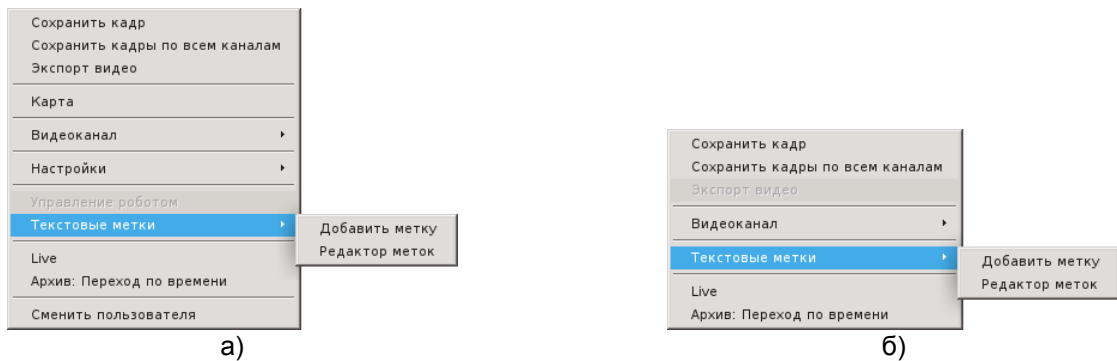 Сохранить кадр
Сохранить кадры по всем каналам
Экспорт видео
Карта
Видеоканал
Настройки
Управление роботом
Текстовые метки
Добавить метку
Редактор меток
Live
Архив: Переход по времени
Сменить пользователя
а)
Сохранить кадр
Сохранить кадры по всем каналам
Экспорт видео
Видеоканал
Текстовые метки
Добавить метку
Редактор меток
Live
Архив: Переход по времени
б)